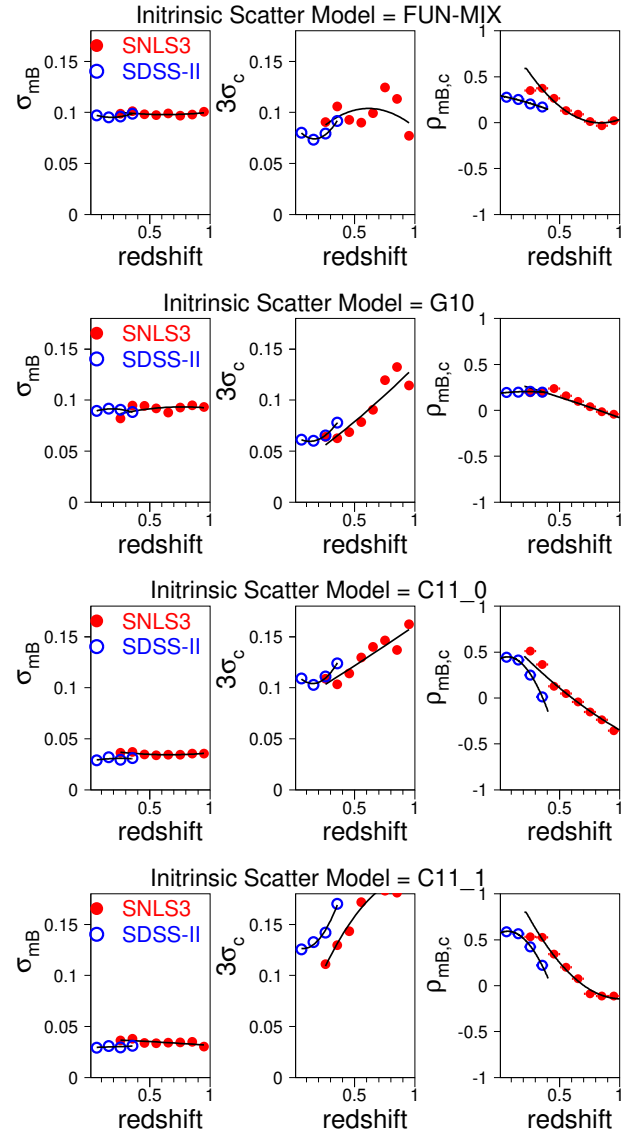 Initrinsic Scatter Model = FUN-MIX
σmB
0.15
0.1
0.05
0
SNLS3
SDSS-II
0.5
1
redshift
3σc
0.15
0.1
0.05
0
0.5
1
redshift
ρmB,c
1
0.5
0
-0.5
-1
0.5
1
redshift
Initrinsic Scatter Model = G10
σmB
0.15
0.1
0.05
0
SNLS3
SDSS-II
0.5
1
redshift
3σc
0.15
0.1
0.05
0
0.5
1
redshift
ρmB,c
1
0.5
0
-0.5
-1
0.5
1
redshift
Initrinsic Scatter Model = C11_0
σmB
0.15
0.1
0.05
0
SNLS3
SDSS-II
0.5
1
redshift
3σc
0.15
0.1
0.05
0
0.5
1
redshift
ρmB,c
1
0.5
0
-0.5
-1
0.5
1
redshift
Initrinsic Scatter Model = C11_1
σmB
0.15
0.1
0.05
0
SNLS3
SDSS-II
0.5
1
redshift
3σc
0.15
0.1
0.05
0
0.5
1
redshift
ρmB,c
1
0.5
0
-0.5
-1
0.5
1
redshift